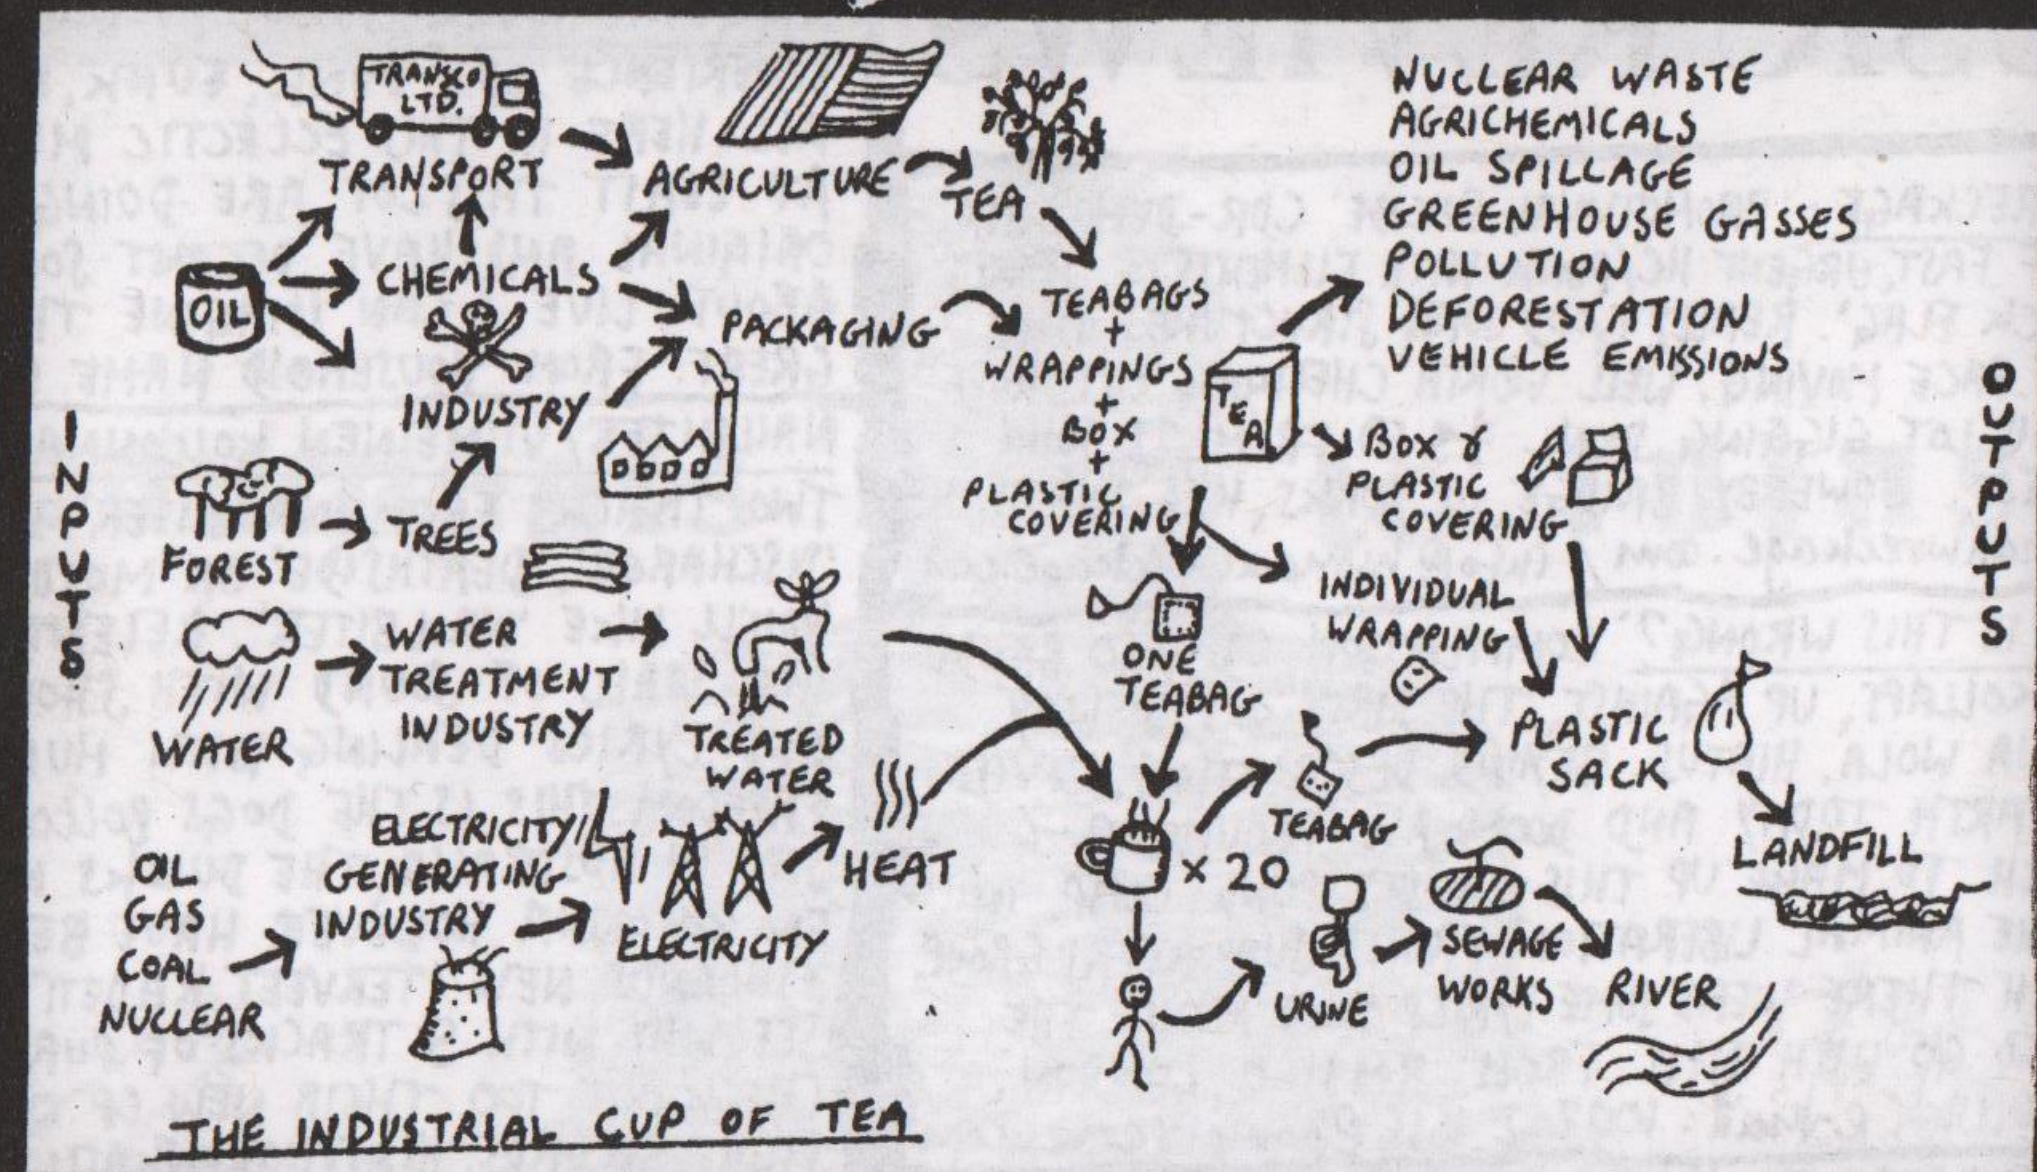 TRANSCO
LTD.
TRANSPORT
AGRICULTURE
TEA
NUCLEAR WASTE
AGRICHEMICALS
OIL SPILLAGE
GREENHOUSE GASSES
POLLUTION
DEFORESTATION
VEHICLE EMISSIONS
OIL
CHEMICALS
INDUSTRY
PACKAGING
TEABAGS
+
WRAPPINGS
+
BOX
+
PLASTIC
COVERING
TEA
BOX &
PLASTIC
COVERING
INPUTS
OUTPUTS
FOREST
TREES
INDIVIDUAL
WRAPPING
ONE
TEABAG
WATER
WATER
TREATMENT
INDUSTRY
TREATED
WATER
PLASTIC
SACK
TEABAG
LANDFILL
OIL
GAS
COAL
NUCLEAR
ELECTRICITY
GENERATING
INDUSTRY
ELECTRICITY
HEAT
x 20
URINE
SEWAGE
WORKS
RIVER
THE INDUSTRIAL CUP OF TEA